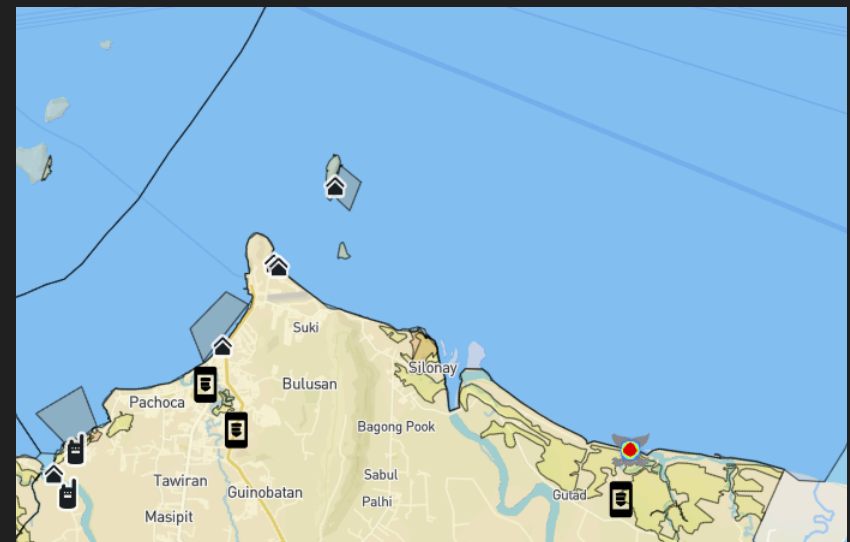 Suki
Silonay
Bulusan
Pachoca
Bagong Pook
Sabul
Tawiran
Guinobatan
Palhi
Gutad
Masipit